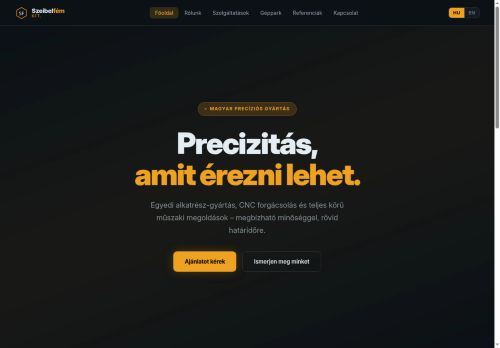 SF
Szeibelfém
KFT.
Főoldal
Rólunk
Szolgáltatások
Géppark
Referenciák
Kapcsolat
HU
EN
MAGYAR PRECÍZIÓS GYÁRTÁS
Precizitás,
amit érezni lehet.
Egyedi alkatrész-gyártás, CNC forgácsolás és teljes körű
műszaki megoldások – megbízható minőséggel, rövid
határidőre.
Ajánlatot kérek
Ismerjen meg minket